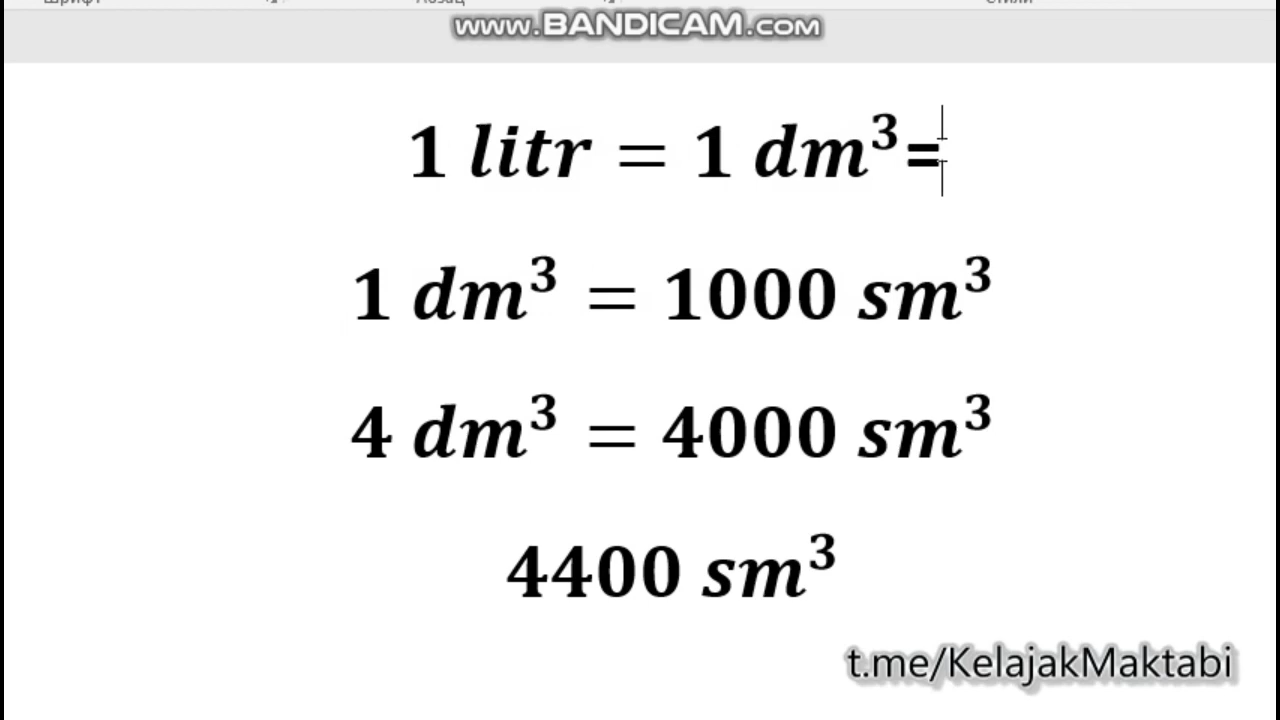 www.BANDICAM.com
1 litr = 1 dm³=
1 dm³ = 1000 sm³
4 dm³ = 4000 sm³
4400 sm³
t.me/KelajakMaktabi